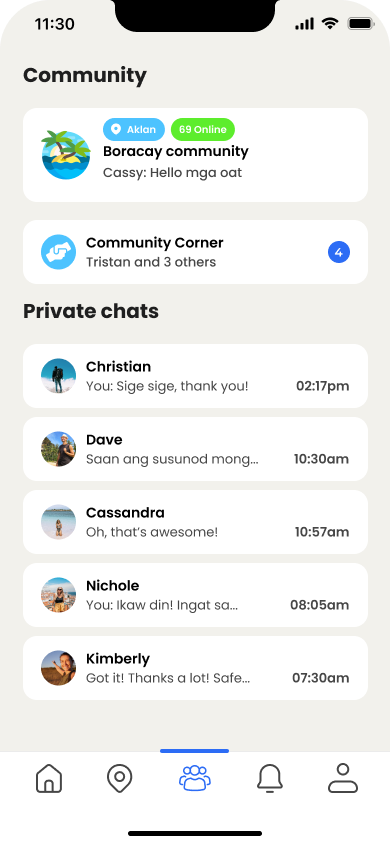 11:30
Community
Aklan
69 Online
Boracay community
Cassy: Hello mga oat
Community Corner
Tristan and 3 others
4
Private chats
Christian
You: Sige sige, thank you!
02:17pm
Dave
Saan ang susunod mong...
10:30am
Cassandra
Oh, that's awesome!
10:57am
Nichole
You: Ikaw din! Ingat sa...
08:05am
Kimberly
Got it! Thanks a lot! Safe...
07:30am